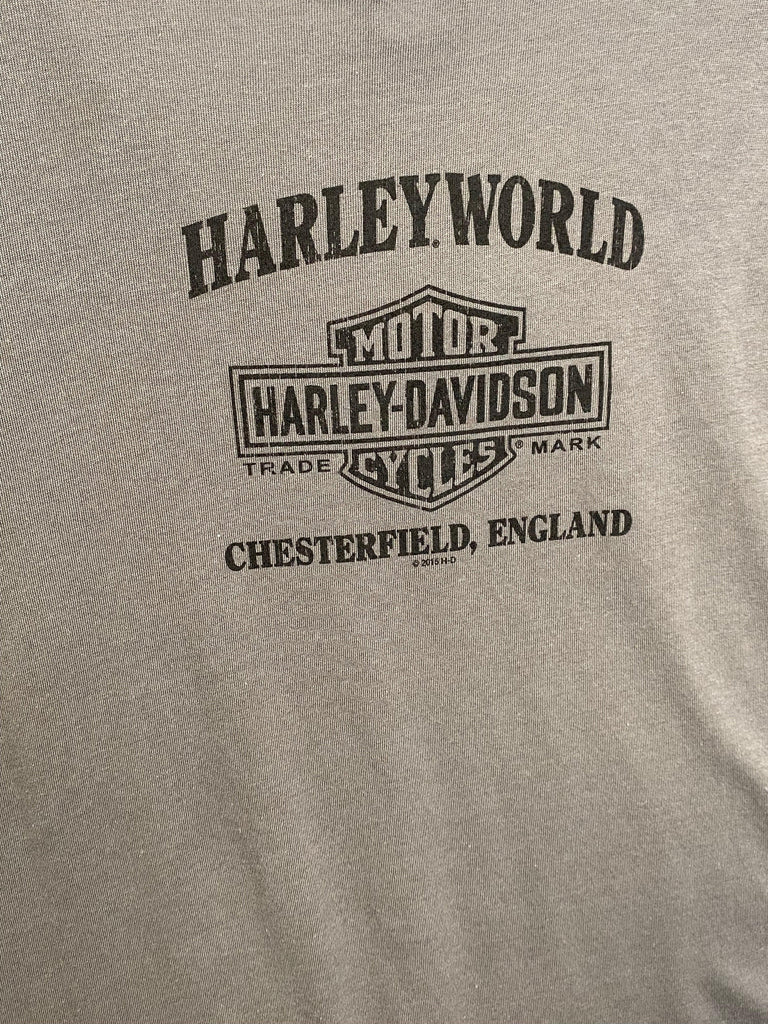 HARLEY WORLD
MOTOR
HARLEY-DAVIDSON
TRADE CYCLES® MARK
CHESTERFIELD, ENGLAND
© 2015 H-D